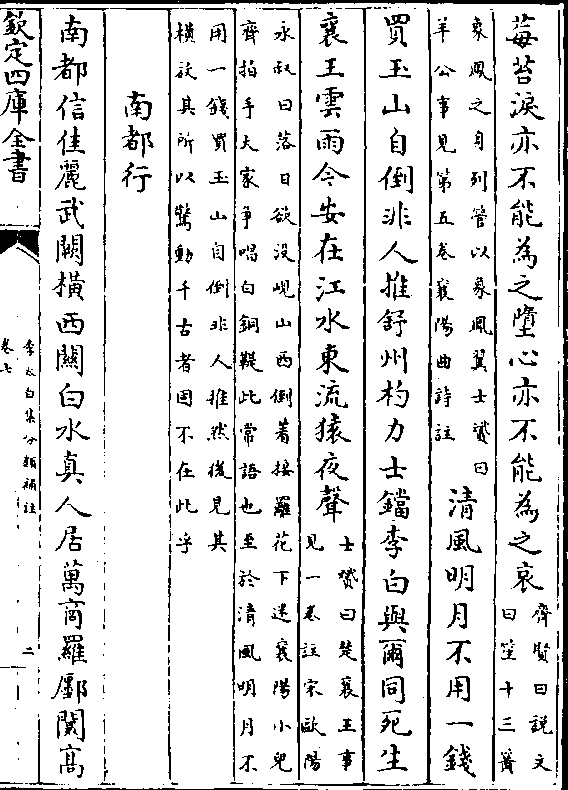 莓苔淚亦不能為之墮心亦不能為之哀
齊賢曰説文
曰笙十三簧
象鳳之身列管以象鳳翼士贇曰
羊公事見第五卷襄陽曲詩註
清風明月不用一錢
買玉山自倒非人推舒州杓力士鐺李白與爾同死生
襄王雲雨今安在江水東流猿夜聲
士贇曰楚襄王事
見一卷註宋歐陽
永叔曰落日欲没峴山西倒着接羅花下迷襄陽小兒
齊拍手大家爭唱白銅鞮此常語也至於清風明月不
用一錢買玉山自倒非人推然後見其
橫放其所以驚動千古者固不在此乎
南都行
南都信佳麗武闕橫西關白水真人居萬商羅鄽闤高
欽定四庫全書
李太白集分類補註
卷七
二